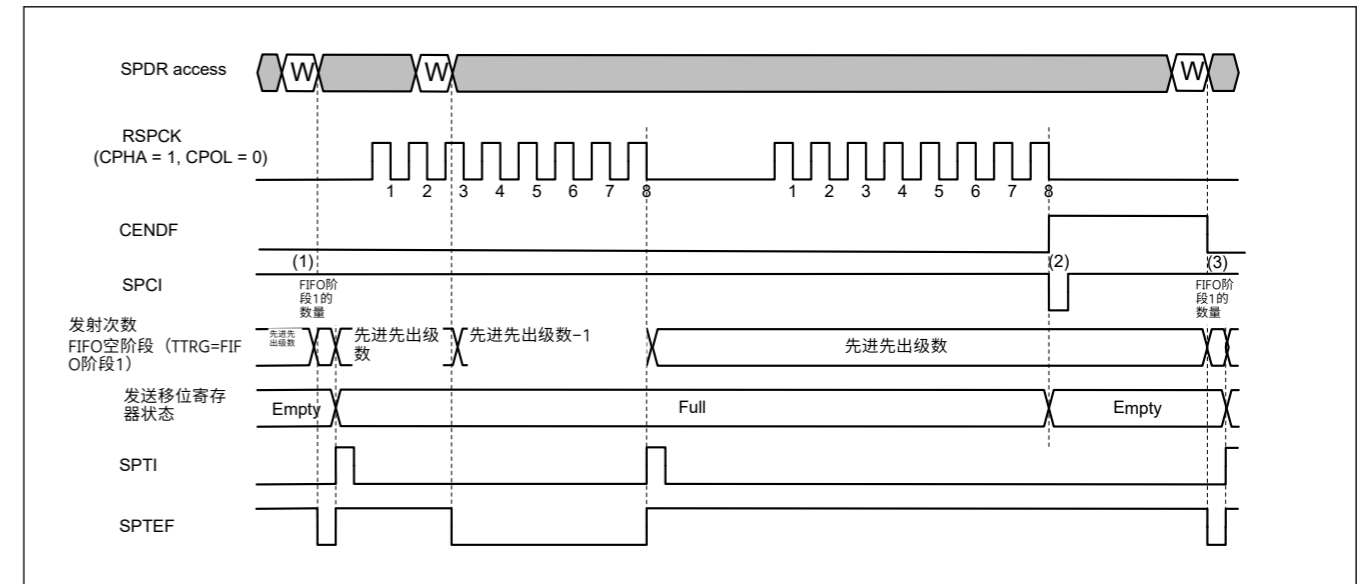 SPDR access
W
W
W
RSPCK
(CPHA = 1, CPOL = 0)
1 2 3 4 5 6 7 8
1 2 3 4 5 6 7 8
CENDF
(1)
(2)
(3)
SPCI
FIFO阶
段1的
数量
FIFO阶
段1的
数量
发射次数
FIFO空阶段（TTRG=FIF
O阶段1）
先进先
出级数
先进先出级
数
先进先出级数−1
先进先出级数
发送移位寄存
器状态
Empty
Full
Empty
SPTI
SPTEF